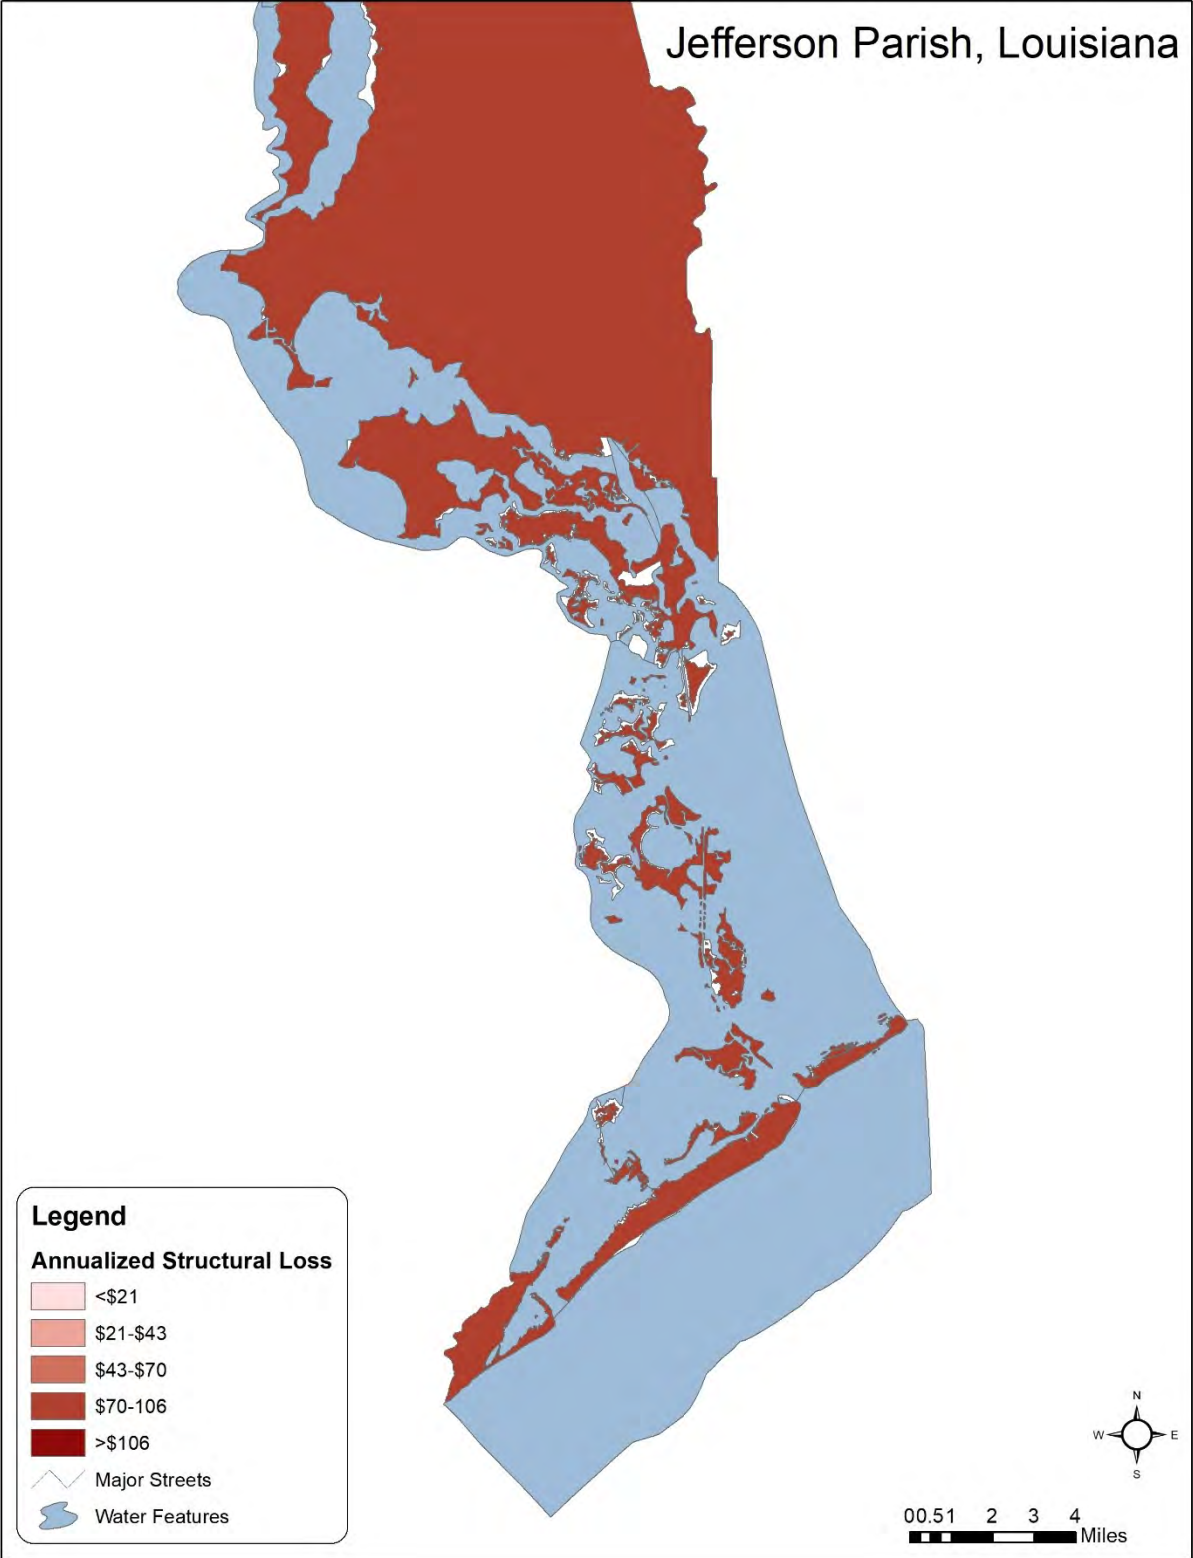 Jefferson Parish, Louisiana
Legend
Annualized Structural Loss
<$21
$21-$43
$43-$70
$70-106
>$106
Major Streets
Water Features
N
W E
S
00.51 2 3 4
Miles